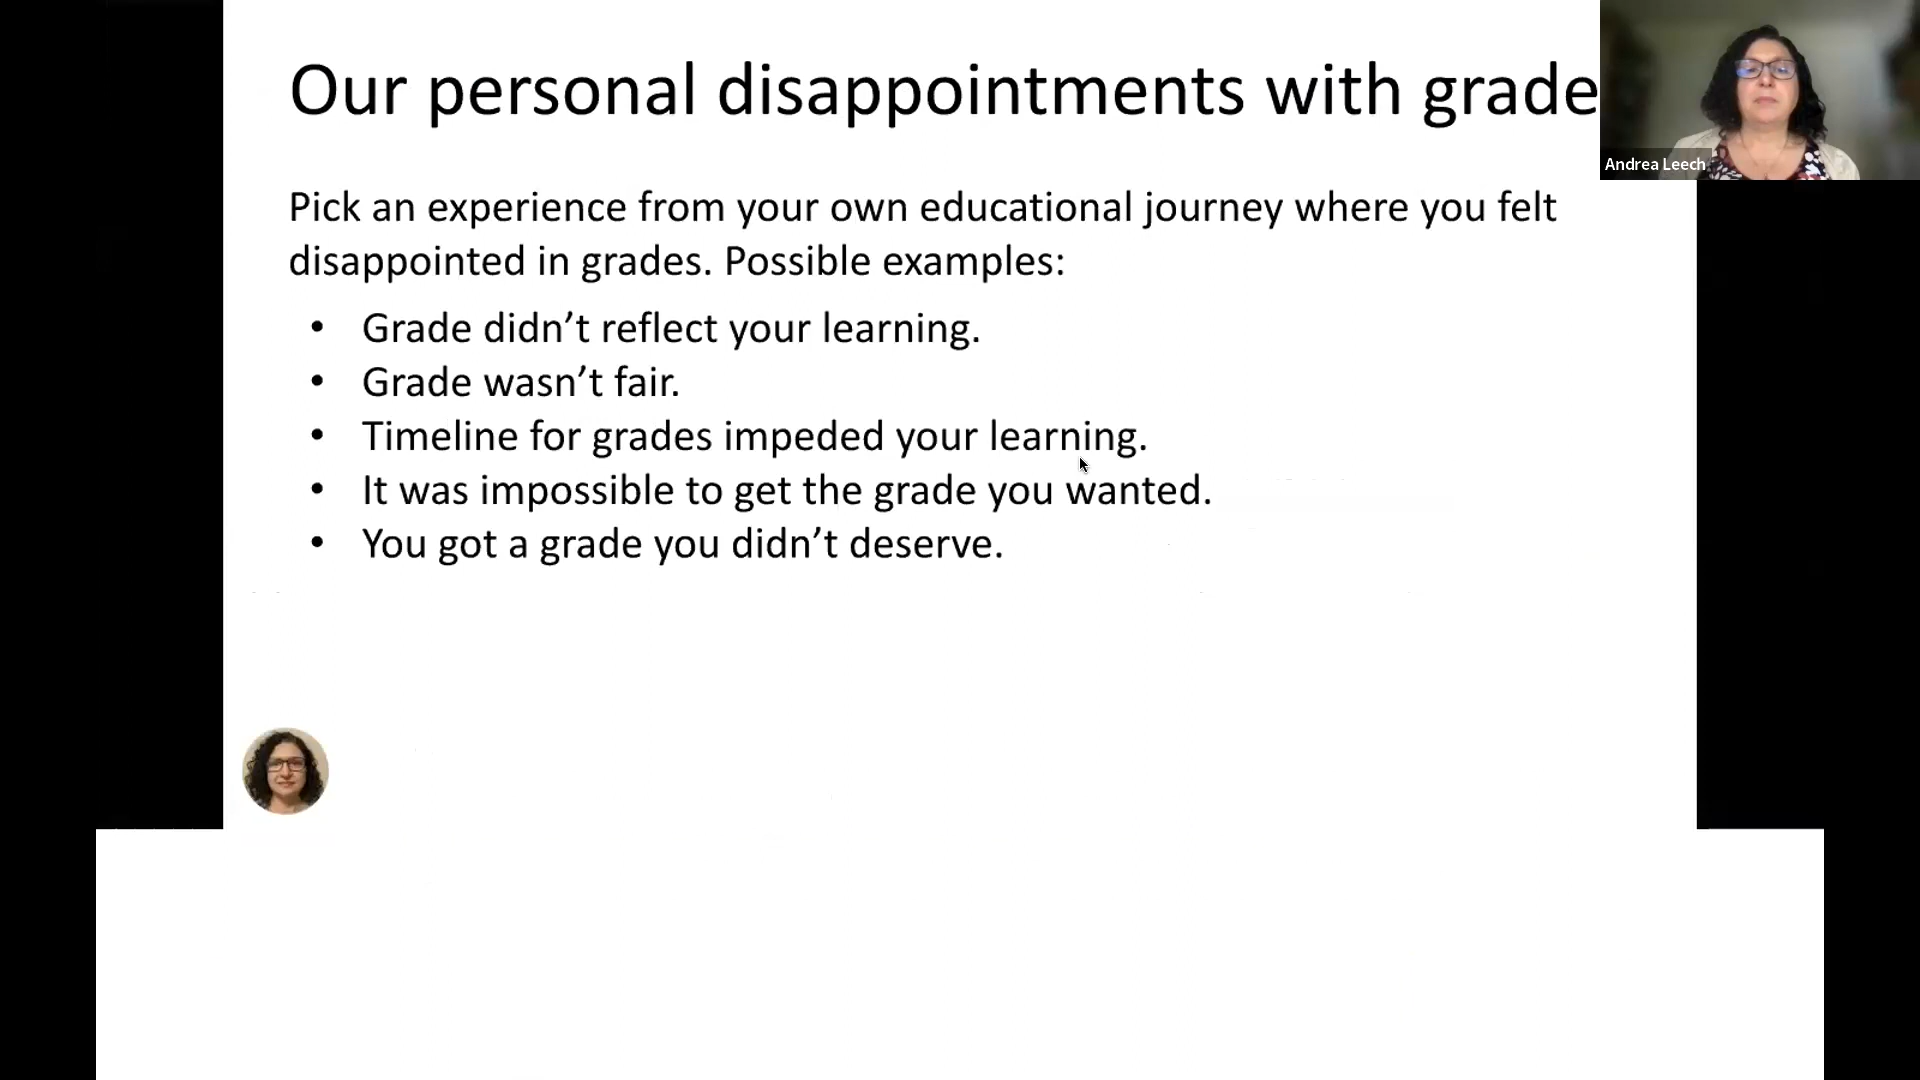 Our personal disappointments with grade
Andrea Leech
Pick an experience from your own educational journey where you felt
disappointed in grades. Possible examples:
• Grade didn’t reflect your learning.
• Grade wasn’t fair.
• Timeline for grades impeded your learning.
• It was impossible to get the grade you wanted.
• You got a grade you didn’t deserve.